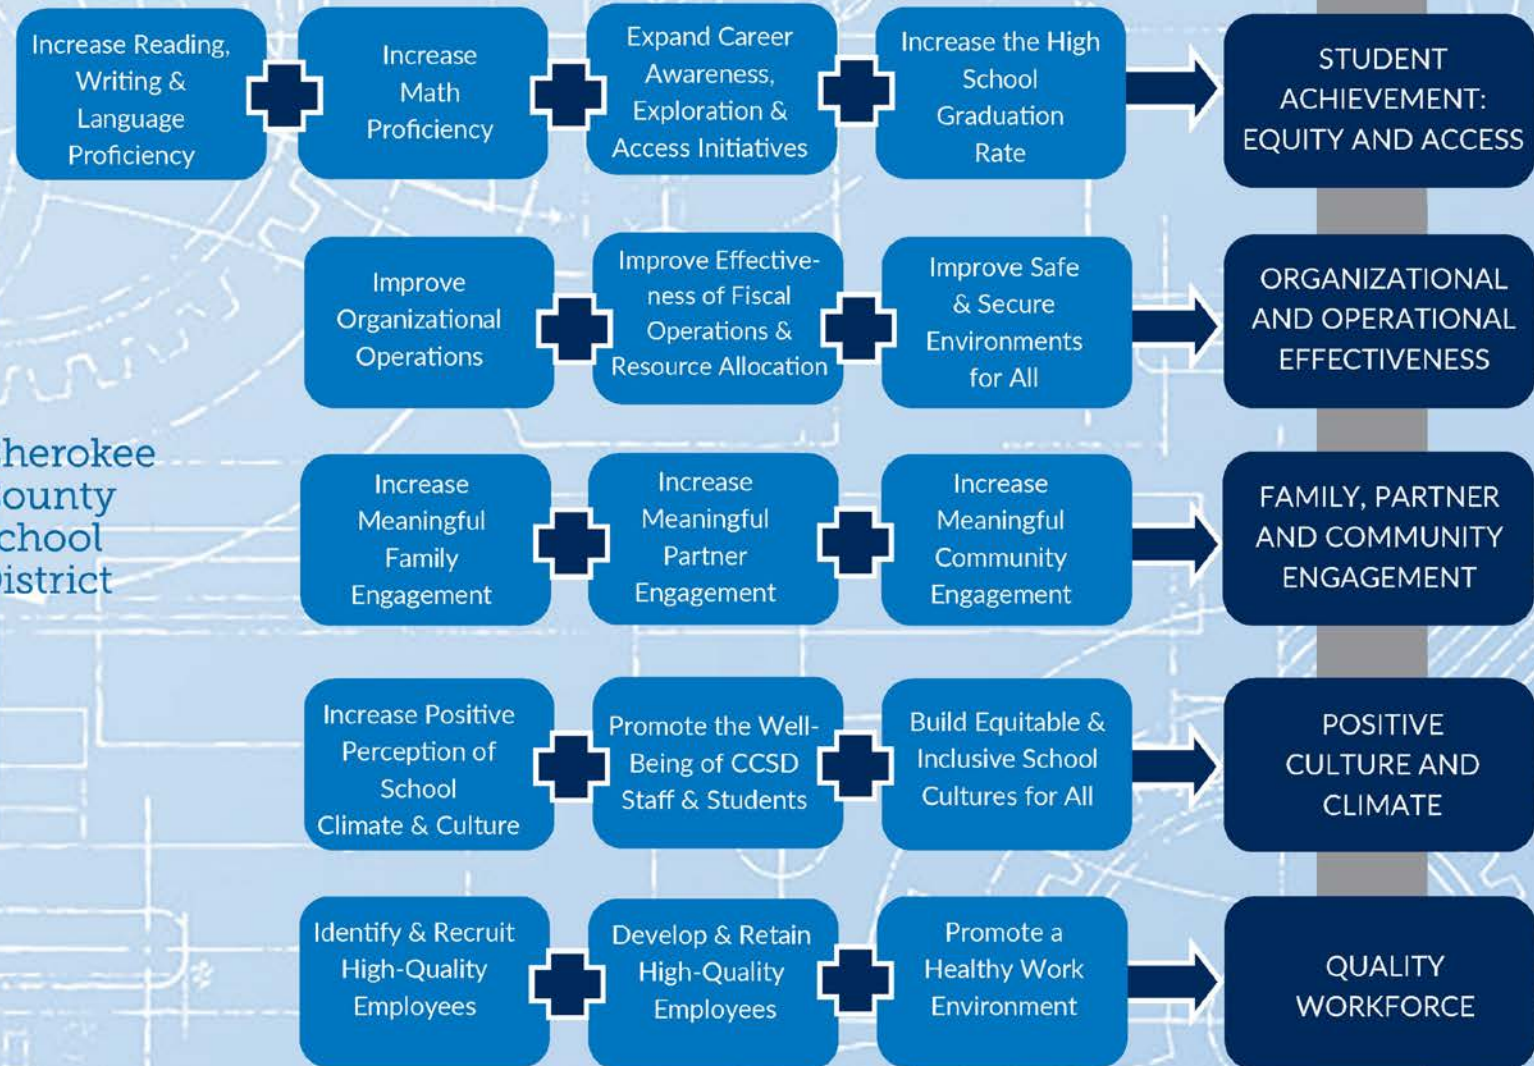 Increase Reading,
Writing &
Language
Proficiency
Increase
Math
Proficiency
Expand Career
Awareness,
Exploration &
Access Initiatives
Increase the High
School
Graduation
Rate
STUDENT
ACHIEVEMENT:
EQUITY AND ACCESS
Improve
Organizational
Operations
Improve Effective-
ness of Fiscal
Operations &
Resource Allocation
Improve Safe
& Secure
Environments
for All
ORGANIZATIONAL
AND OPERATIONAL
EFFECTIVENESS
herokee
ounty
chool
istrict
Increase
Meaningful
Family
Engagement
Increase
Meaningful
Partner
Engagement
Increase
Meaningful
Community
Engagement
FAMILY, PARTNER
AND COMMUNITY
ENGAGEMENT
Increase Positive
Perception of
School
Climate & Culture
Promote the Well-
Being of CCSD
Staff & Students
Build Equitable &
Inclusive School
Cultures for All
POSITIVE
CULTURE AND
CLIMATE
Identify & Recruit
High-Quality
Employees
Develop & Retain
High-Quality
Employees
Promote a
Healthy Work
Environment
QUALITY
WORKFORCE